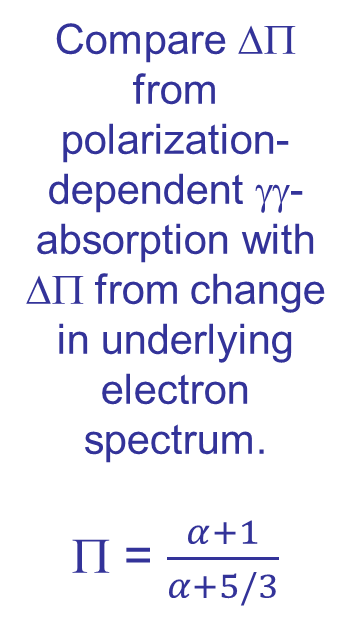 Compare ΔΠ
from
polarization-
dependent γγ-
absorption with
ΔΠ from change
in underlying
electron
spectrum.
Π = α+1 / α+5/3